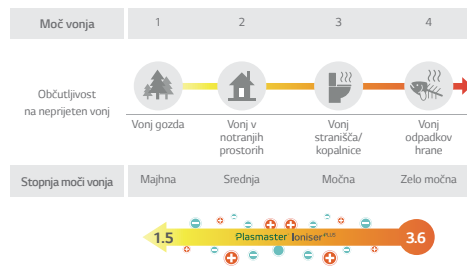 Moč vonja 1 2 3 4
Občutljivost
na neprijeten vonj
Vonj gozda
Vonj v
notranjih
prostorih
Vonj
stranišča/
kopalnice
Vonj
odpadkov
hrane
Stopnja moči vonja Majhna Srednja Močna Zelo močna
1.5 Plasmaster Ioniser PLUS 3.6